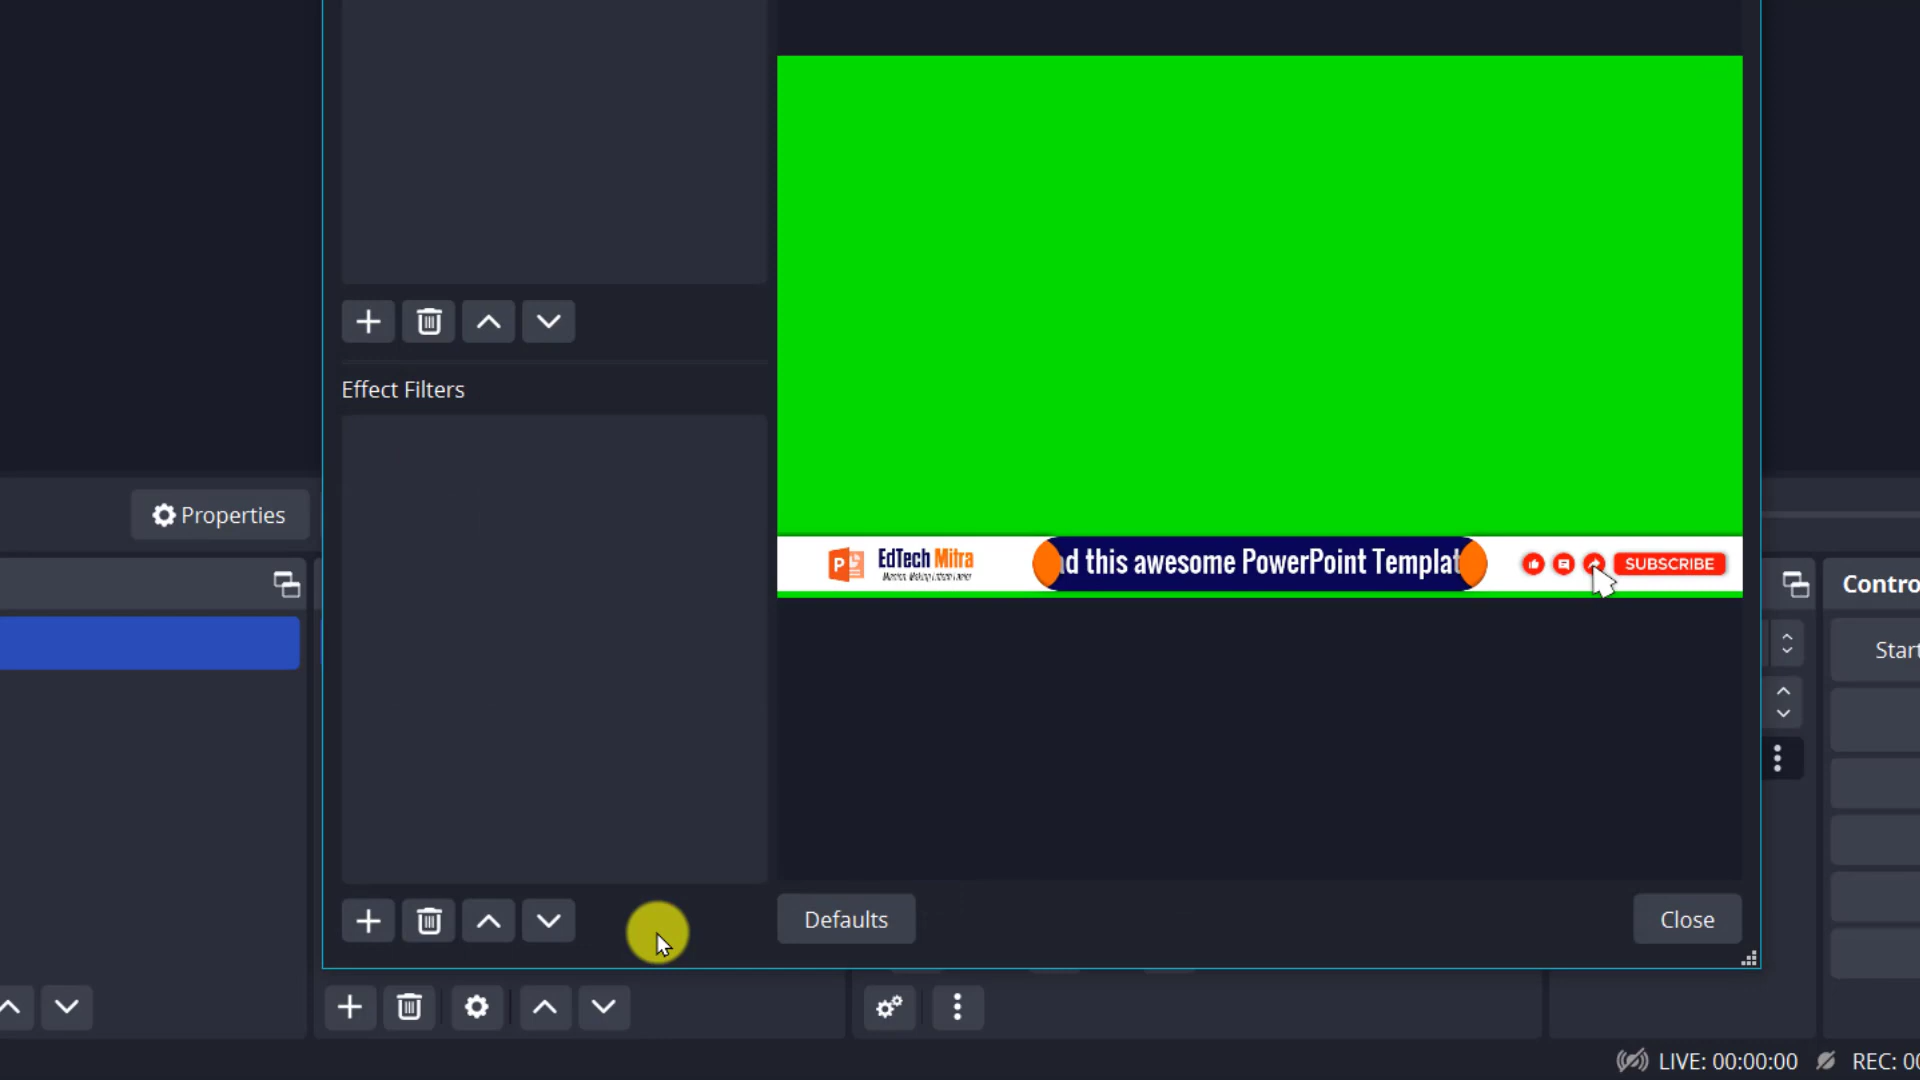 Effect Filters
Properties
EdTech Mitra
d this awesome PowerPoint Templat
SUBSCRIBE
Contro
Start
Defaults
Close
LIVE: 00:00:00
REC: 00